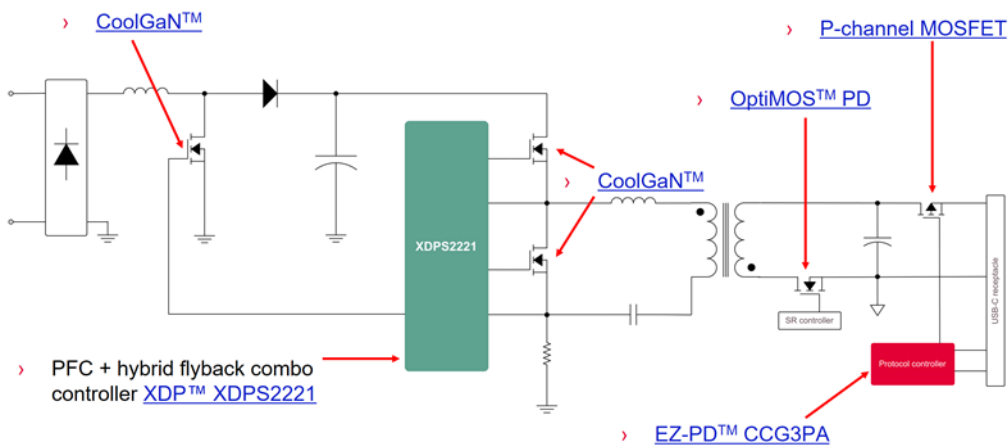 › CoolGaN™
› P-channel MOSFET
› OptiMOS™ PD
› CoolGaN™
XDPS2221
SR controller
USB-C receptacle
Protocol controller
› PFC + hybrid flyback combo
controller XDP™ XDPS2221
› EZ-PD™ CCG3PA